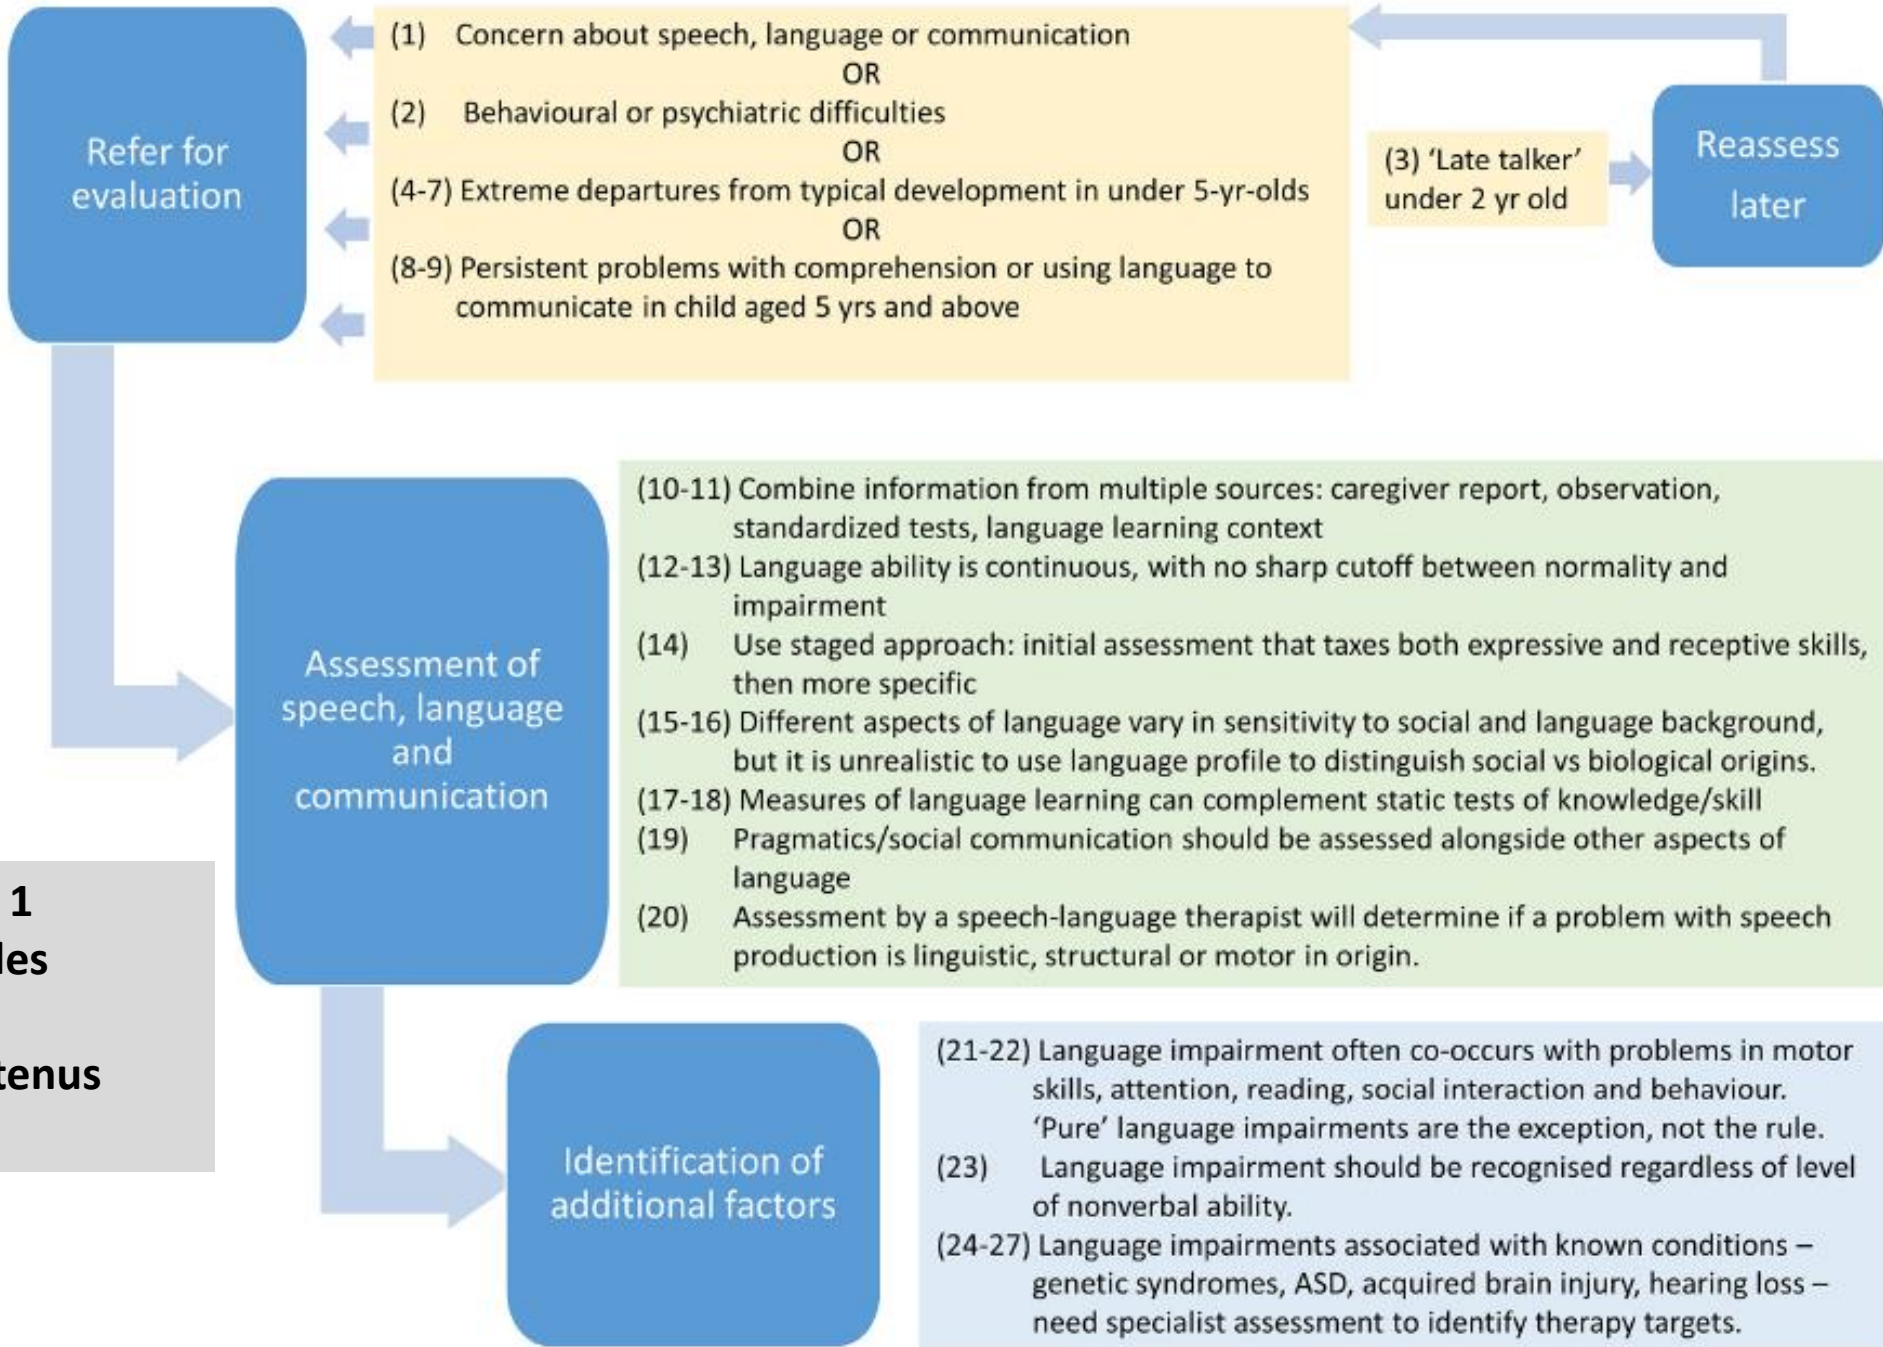 Refer for
evaluation
(1) Concern about speech, language or communication
OR
(2) Behavioural or psychiatric difficulties
OR
(4-7) Extreme departures from typical development in under 5-yr-olds
OR
(8-9) Persistent problems with comprehension or using language to
communicate in child aged 5 yrs and above
(3) ‘Late talker’
under 2 yr old
Reassess
later
Assessment of
speech, language
and
communication
(10-11) Combine information from multiple sources: caregiver report, observation,
standardized tests, language learning context
(12-13) Language ability is continuous, with no sharp cutoff between normality and
impairment
(14) Use staged approach: initial assessment that taxes both expressive and receptive skills,
then more specific
(15-16) Different aspects of language vary in sensitivity to social and language background,
but it is unrealistic to use language profile to distinguish social vs biological origins.
(17-18) Measures of language learning can complement static tests of knowledge/skill
(19) Pragmatics/social communication should be assessed alongside other aspects of
language
(20) Assessment by a speech-language therapist will determine if a problem with speech
production is linguistic, structural or motor in origin.
1
Identification of
additional factors
(21-22) Language impairment often co-occurs with problems in motor
skills, attention, reading, social interaction and behaviour.
‘Pure’ language impairments are the exception, not the rule.
(23) Language impairment should be recognised regardless of level
of nonverbal ability.
(24-27) Language impairments associated with known conditions –
genetic syndromes, ASD, acquired brain injury, hearing loss –
need specialist assessment to identify therapy targets.